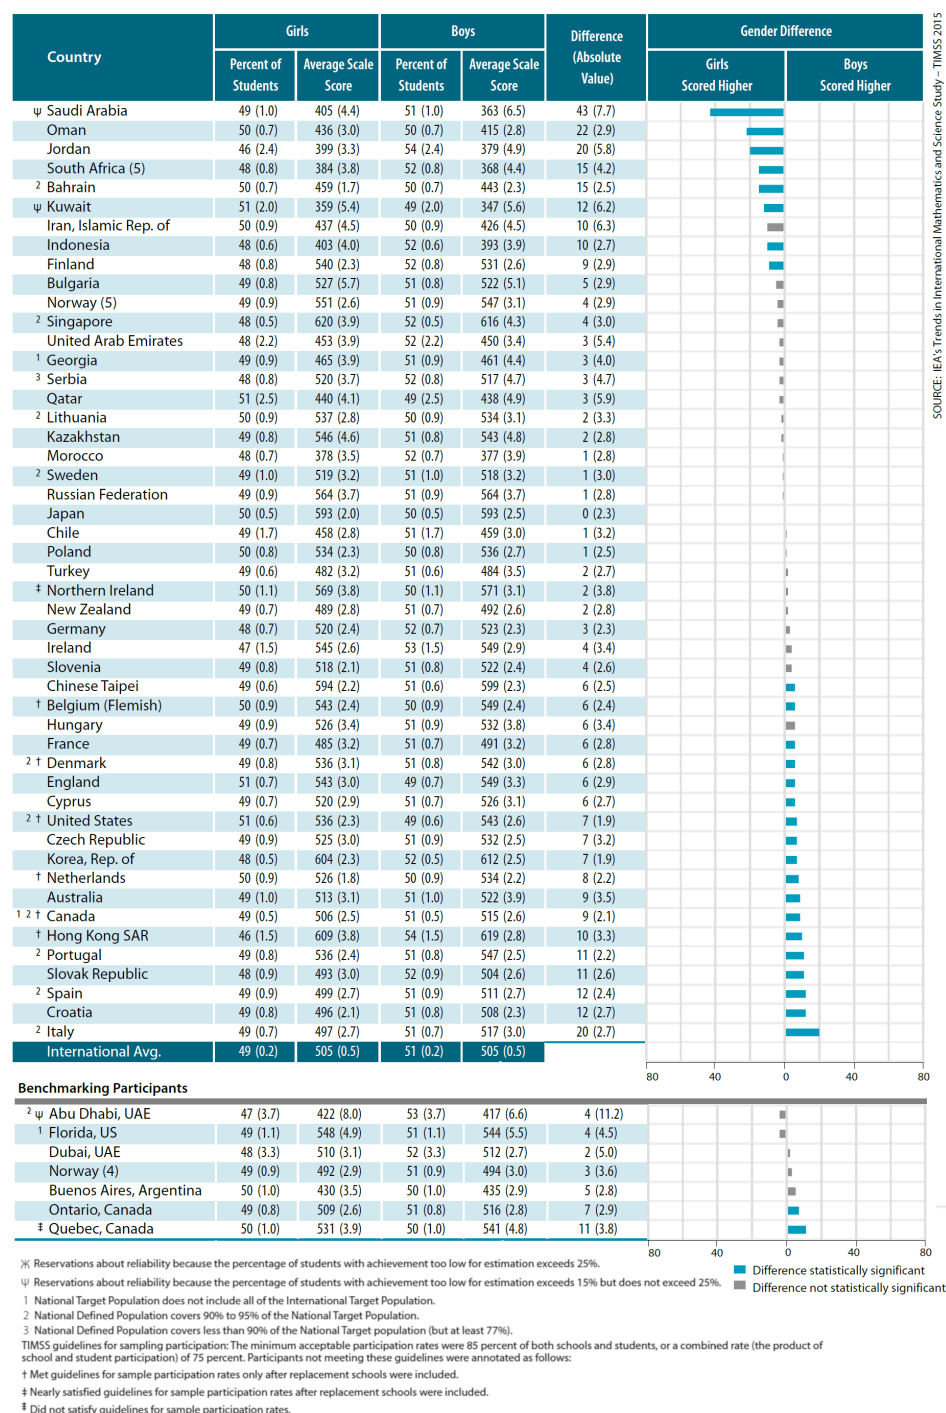 Country Girls Boys Difference (Absolute Value) Gender Difference
Percent of Students Average Scale Score Percent of Students Average Scale Score Girls Scored Higher Boys Scored Higher
ψ Saudi Arabia 49 (1.0) 405 (4.4) 51 (1.0) 363 (6.5) 43 (7.7)
Oman 50 (0.7) 436 (3.0) 50 (0.7) 415 (2.8) 22 (2.9)
Jordan 46 (2.4) 399 (3.3) 54 (2.4) 379 (4.9) 20 (5.8)
South Africa (5) 48 (0.8) 384 (3.8) 52 (0.8) 368 (4.4) 15 (4.2)
2 Bahrain 50 (0.7) 459 (1.7) 50 (0.7) 443 (2.3) 15 (2.5)
ψ Kuwait 51 (2.0) 359 (5.4) 49 (2.0) 347 (5.6) 12 (6.2)
Iran, Islamic Rep. of 50 (0.9) 437 (4.5) 50 (0.9) 426 (4.5) 10 (6.3)
Indonesia 48 (0.6) 403 (4.0) 52 (0.6) 393 (3.9) 10 (2.7)
Finland 48 (0.8) 540 (2.3) 52 (0.8) 531 (2.6) 9 (2.9)
Bulgaria 49 (0.8) 527 (5.7) 51 (0.8) 522 (5.1) 5 (2.9)
Norway (5) 49 (0.9) 551 (2.6) 51 (0.9) 547 (3.1) 4 (2.9)
2 Singapore 48 (0.5) 620 (3.9) 52 (0.5) 616 (4.3) 4 (3.0)
United Arab Emirates 48 (2.2) 453 (3.9) 52 (2.2) 450 (3.4) 3 (5.4)
1 Georgia 49 (0.9) 465 (3.9) 51 (0.9) 461 (4.4) 3 (4.0)
3 Serbia 48 (0.8) 520 (3.7) 52 (0.8) 517 (4.7) 3 (4.7)
Qatar 51 (2.5) 440 (4.1) 49 (2.5) 438 (4.9) 3 (5.9)
2 Lithuania 50 (0.9) 537 (2.8) 50 (0.9) 534 (3.1) 2 (3.3)
Kazakhstan 49 (0.8) 546 (4.6) 51 (0.8) 543 (4.8) 2 (2.8)
Morocco 48 (0.7) 378 (3.5) 52 (0.7) 377 (3.9) 1 (2.8)
2 Sweden 49 (1.0) 519 (3.2) 51 (1.0) 518 (3.2) 1 (3.0)
Russian Federation 49 (0.9) 564 (3.7) 51 (0.9) 564 (3.7) 1 (2.8)
Japan 50 (0.5) 593 (2.0) 50 (0.5) 593 (2.5) 0 (2.3)
Chile 49 (1.7) 458 (2.8) 51 (1.7) 459 (3.0) 1 (3.2)
Poland 50 (0.8) 534 (2.3) 50 (0.8) 536 (2.7) 1 (2.5)
Turkey 49 (0.6) 482 (3.2) 51 (0.6) 484 (3.5) 2 (2.7)
‡ Northern Ireland 50 (1.1) 569 (3.8) 50 (1.1) 571 (3.1) 2 (3.8)
New Zealand 49 (0.7) 489 (2.8) 51 (0.7) 492 (2.6) 2 (2.8)
Germany 48 (0.7) 520 (2.4) 52 (0.7) 523 (2.3) 3 (2.3)
Ireland 47 (1.5) 545 (2.6) 53 (1.5) 549 (2.9) 4 (3.4)
Slovenia 49 (0.8) 518 (2.1) 51 (0.8) 522 (2.4) 4 (2.6)
Chinese Taipei 49 (0.6) 594 (2.2) 51 (0.6) 599 (2.3) 6 (2.5)
† Belgium (Flemish) 50 (0.9) 543 (2.4) 50 (0.9) 549 (2.4) 6 (2.4)
Hungary 49 (0.9) 526 (3.4) 51 (0.9) 532 (3.8) 6 (3.4)
France 49 (0.7) 485 (3.2) 51 (0.7) 491 (3.2) 6 (2.8)
2 † Denmark 49 (0.8) 536 (3.1) 51 (0.8) 542 (3.0) 6 (2.8)
England 51 (0.7) 543 (3.0) 49 (0.7) 549 (3.3) 6 (2.9)
Cyprus 49 (0.7) 520 (2.9) 51 (0.7) 526 (3.1) 6 (2.7)
2 † United States 51 (0.6) 536 (2.3) 49 (0.6) 543 (2.6) 7 (1.9)
Czech Republic 49 (0.9) 525 (3.0) 51 (0.9) 532 (2.5) 7 (3.2)
Korea, Rep. of 48 (0.5) 604 (2.3) 52 (0.5) 612 (2.5) 7 (1.9)
† Netherlands 50 (0.9) 526 (1.8) 50 (0.9) 534 (2.2) 8 (2.2)
Australia 49 (1.0) 513 (3.1) 51 (1.0) 522 (3.9) 9 (3.5)
1 2 † Canada 49 (0.5) 506 (2.5) 51 (0.5) 515 (2.6) 9 (2.1)
† Hong Kong SAR 46 (1.5) 609 (3.8) 54 (1.5) 619 (2.8) 10 (3.3)
2 Portugal 49 (0.8) 536 (2.4) 51 (0.8) 547 (2.5) 11 (2.2)
Slovak Republic 48 (0.9) 493 (3.0) 52 (0.9) 504 (2.6) 11 (2.6)
2 Spain 49 (0.9) 499 (2.7) 51 (0.9) 511 (2.7) 12 (2.4)
Croatia 49 (0.8) 496 (2.1) 51 (0.8) 508 (2.3) 12 (2.7)
2 Italy 49 (0.7) 497 (2.7) 51 (0.7) 517 (3.0) 20 (2.7)
International Avg. 49 (0.2) 505 (0.5) 51 (0.2) 505 (0.5)
80 40 0 40 80
SOURCE: IEA's Trends in International Mathematics and Science Study – TIMSS 2015
Benchmarking Participants
2 ψ Abu Dhabi, UAE 47 (3.7) 422 (8.0) 53 (3.7) 417 (6.6) 4 (11.2)
1 Florida, US 49 (1.1) 548 (4.9) 51 (1.1) 544 (5.5) 4 (4.5)
Dubai, UAE 48 (3.3) 510 (3.1) 52 (3.3) 512 (2.7) 2 (5.0)
Norway (4) 49 (0.9) 492 (2.9) 51 (0.9) 494 (3.0) 3 (3.6)
Buenos Aires, Argentina 50 (1.0) 430 (3.5) 50 (1.0) 435 (2.9) 5 (2.8)
Ontario, Canada 49 (0.8) 509 (2.6) 51 (0.8) 516 (2.8) 7 (2.9)
⯒ Quebec, Canada 50 (1.0) 531 (3.9) 50 (1.0) 541 (4.8) 11 (3.8)
80 40 0 40 80
Difference statistically significant
Difference not statistically significant
Ж Reservations about reliability because the percentage of students with achievement too low for estimation exceeds 25%.
Ψ Reservations about reliability because the percentage of students with achievement too low for estimation exceeds 15% but does not exceed 25%.
1 National Target Population does not include all of the International Target Population.
2 National Defined Population covers 90% to 95% of the National Target Population.
3 National Defined Population covers less than 90% of the National Target population (but at least 77%).
TIMSS guidelines for sampling participation: The minimum acceptable participation rates were 85 percent of both schools and students, or a combined rate (the product of
school and student participation) of 75 percent. Participants not meeting these guidelines were annotated as follows:
† Met guidelines for sample participation rates only after replacement schools were included.
‡ Nearly satisfied guidelines for sample participation rates after replacement schools were included.
⯒ Did not satisfy guidelines for sample participation rates.